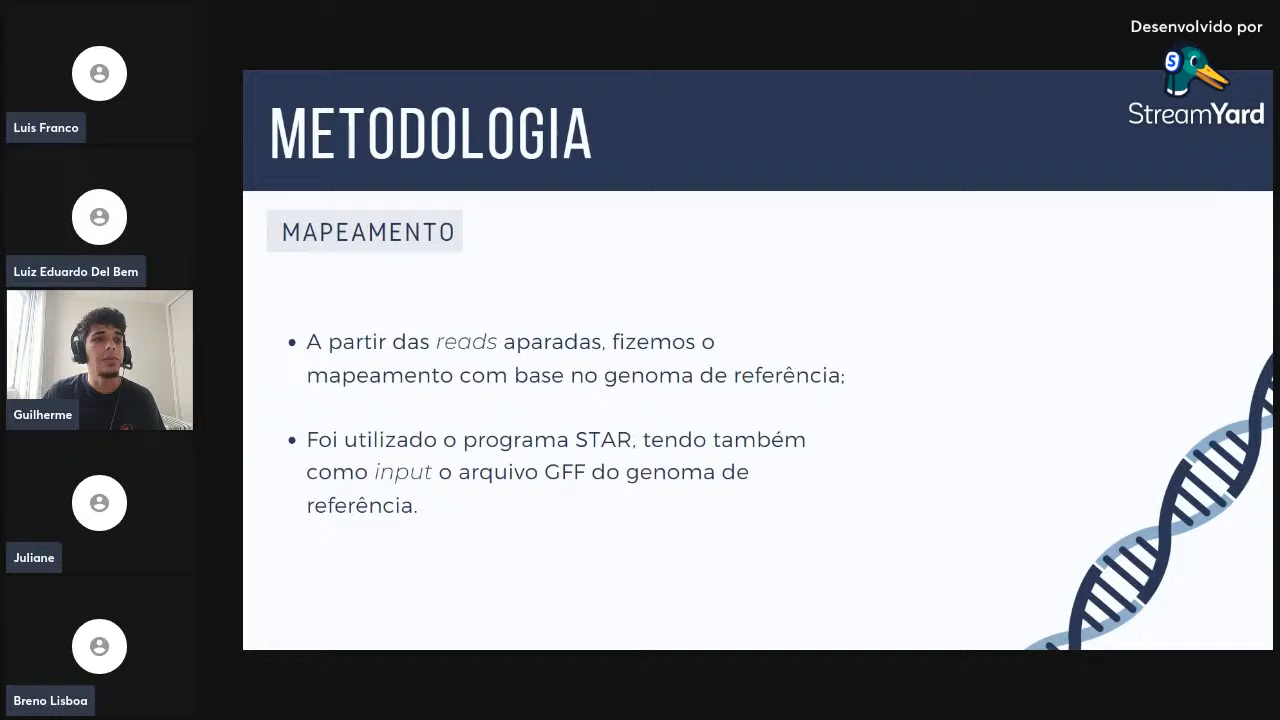 Desenvolvido por
S
StreamYard
METODOLOGIA
MAPEAMENTO
• A partir das reads aparadas, fizemos o
mapeamento com base no genoma de referência;
• Foi utilizado o programa STAR, tendo também
como input o arquivo GFF do genoma de
referência.
Luis Franco
Luiz Eduardo Del Bem
Guilherme
Juliane
Breno Lisboa